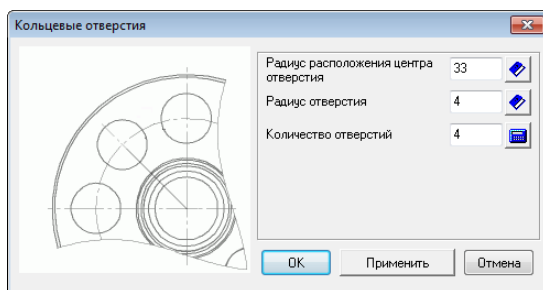 Кольцевые отверстия
Радиус расположения центра
отверстия
33
Радиус отверстия
4
Количество отверстий
4
OK
Применить
Отмена